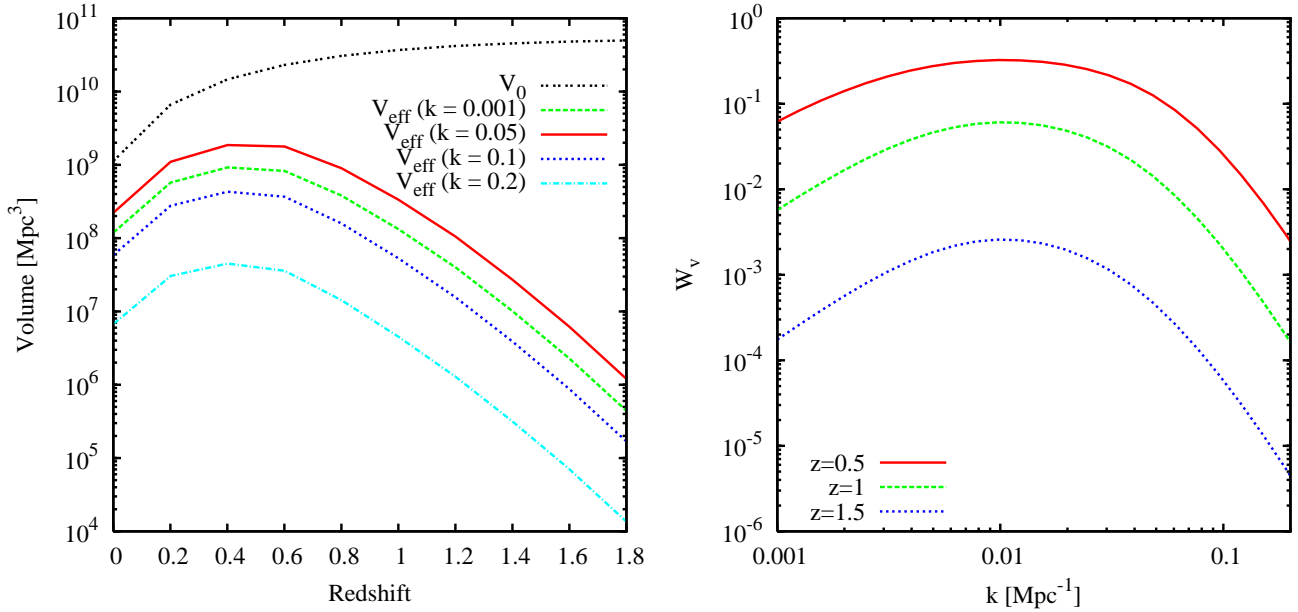 10^11
10^10
10^9
10^8
10^7
10^6
10^5
10^4
Volume [Mpc^3]
V_0
V_eff (k = 0.001)
V_eff (k = 0.05)
V_eff (k = 0.1)
V_eff (k = 0.2)
0 0.2 0.4 0.6 0.8 1 1.2 1.4 1.6 1.8
Redshift
10^0
10^-1
10^-2
10^-3
10^-4
10^-5
10^-6
W_v
z=0.5
z=1
z=1.5
0.001 0.01 0.1
k [Mpc^-1]